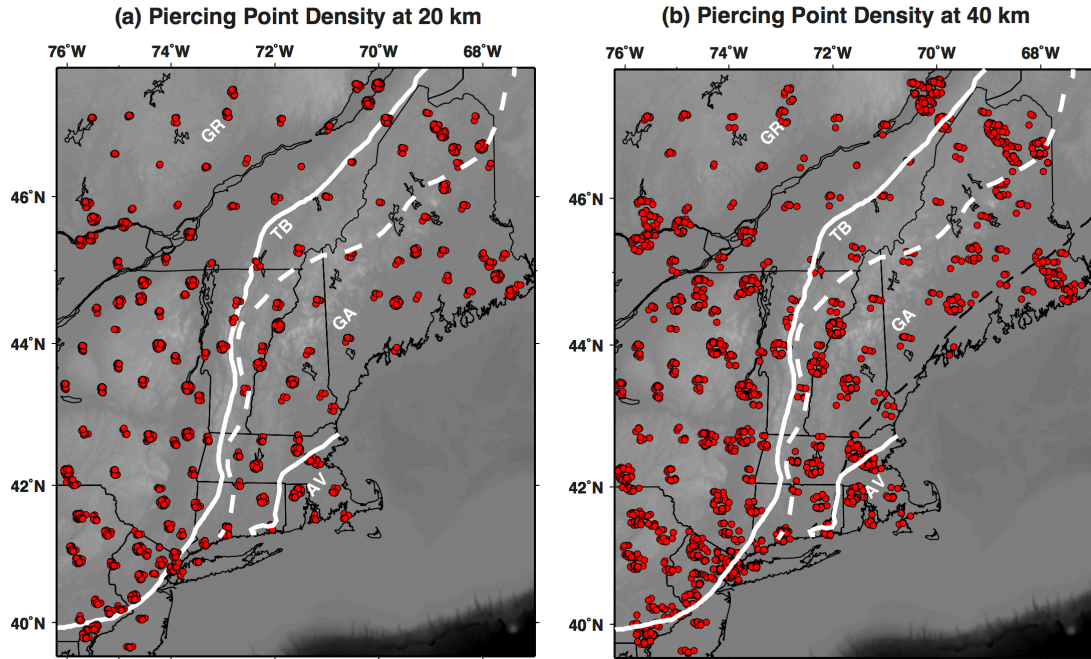 (a) Piercing Point Density at 20 km
76˚W 74˚W 72˚W 70˚W 68˚W
GR
46˚N
TB
GA
44˚N
42˚N
AV
40˚N
(b) Piercing Point Density at 40 km
76˚W 74˚W 72˚W 70˚W 68˚W
GR
46˚N
TB
GA
44˚N
42˚N
AV
40˚N